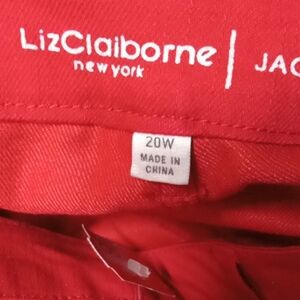 LizClaiborne | JAC
new york
20W
MADE IN
CHINA